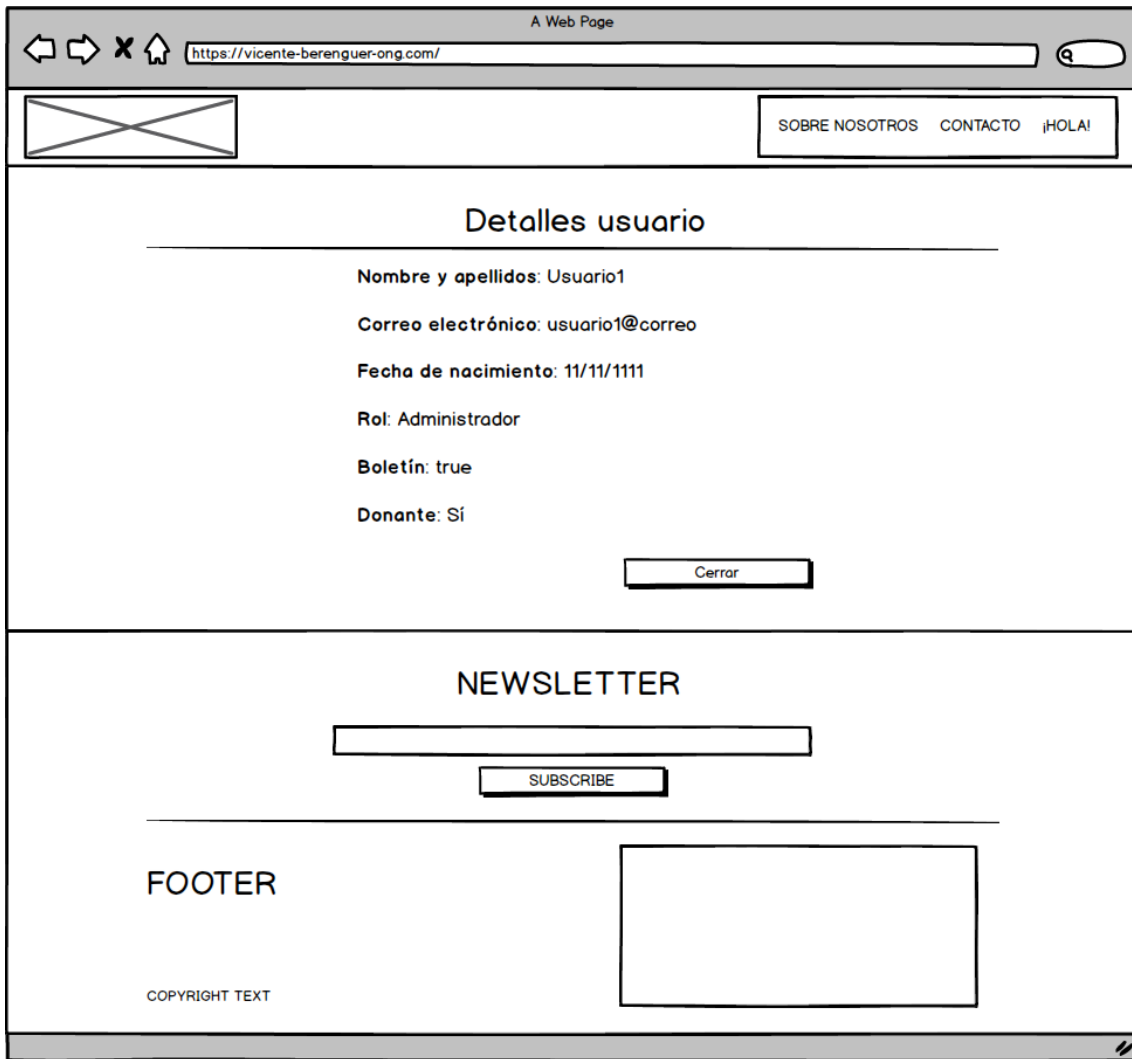 A Web Page
https://vicente-berenguer-ong.com/
SOBRE NOSOTROS CONTACTO ¡HOLA!
Detalles usuario
Nombre y apellidos: Usuario1
Correo electrónico: usuario1@correo
Fecha de nacimiento: 11/11/1111
Rol: Administrador
Boletín: true
Donante: Sí
Cerrar
NEWSLETTER
SUBSCRIBE
FOOTER
COPYRIGHT TEXT